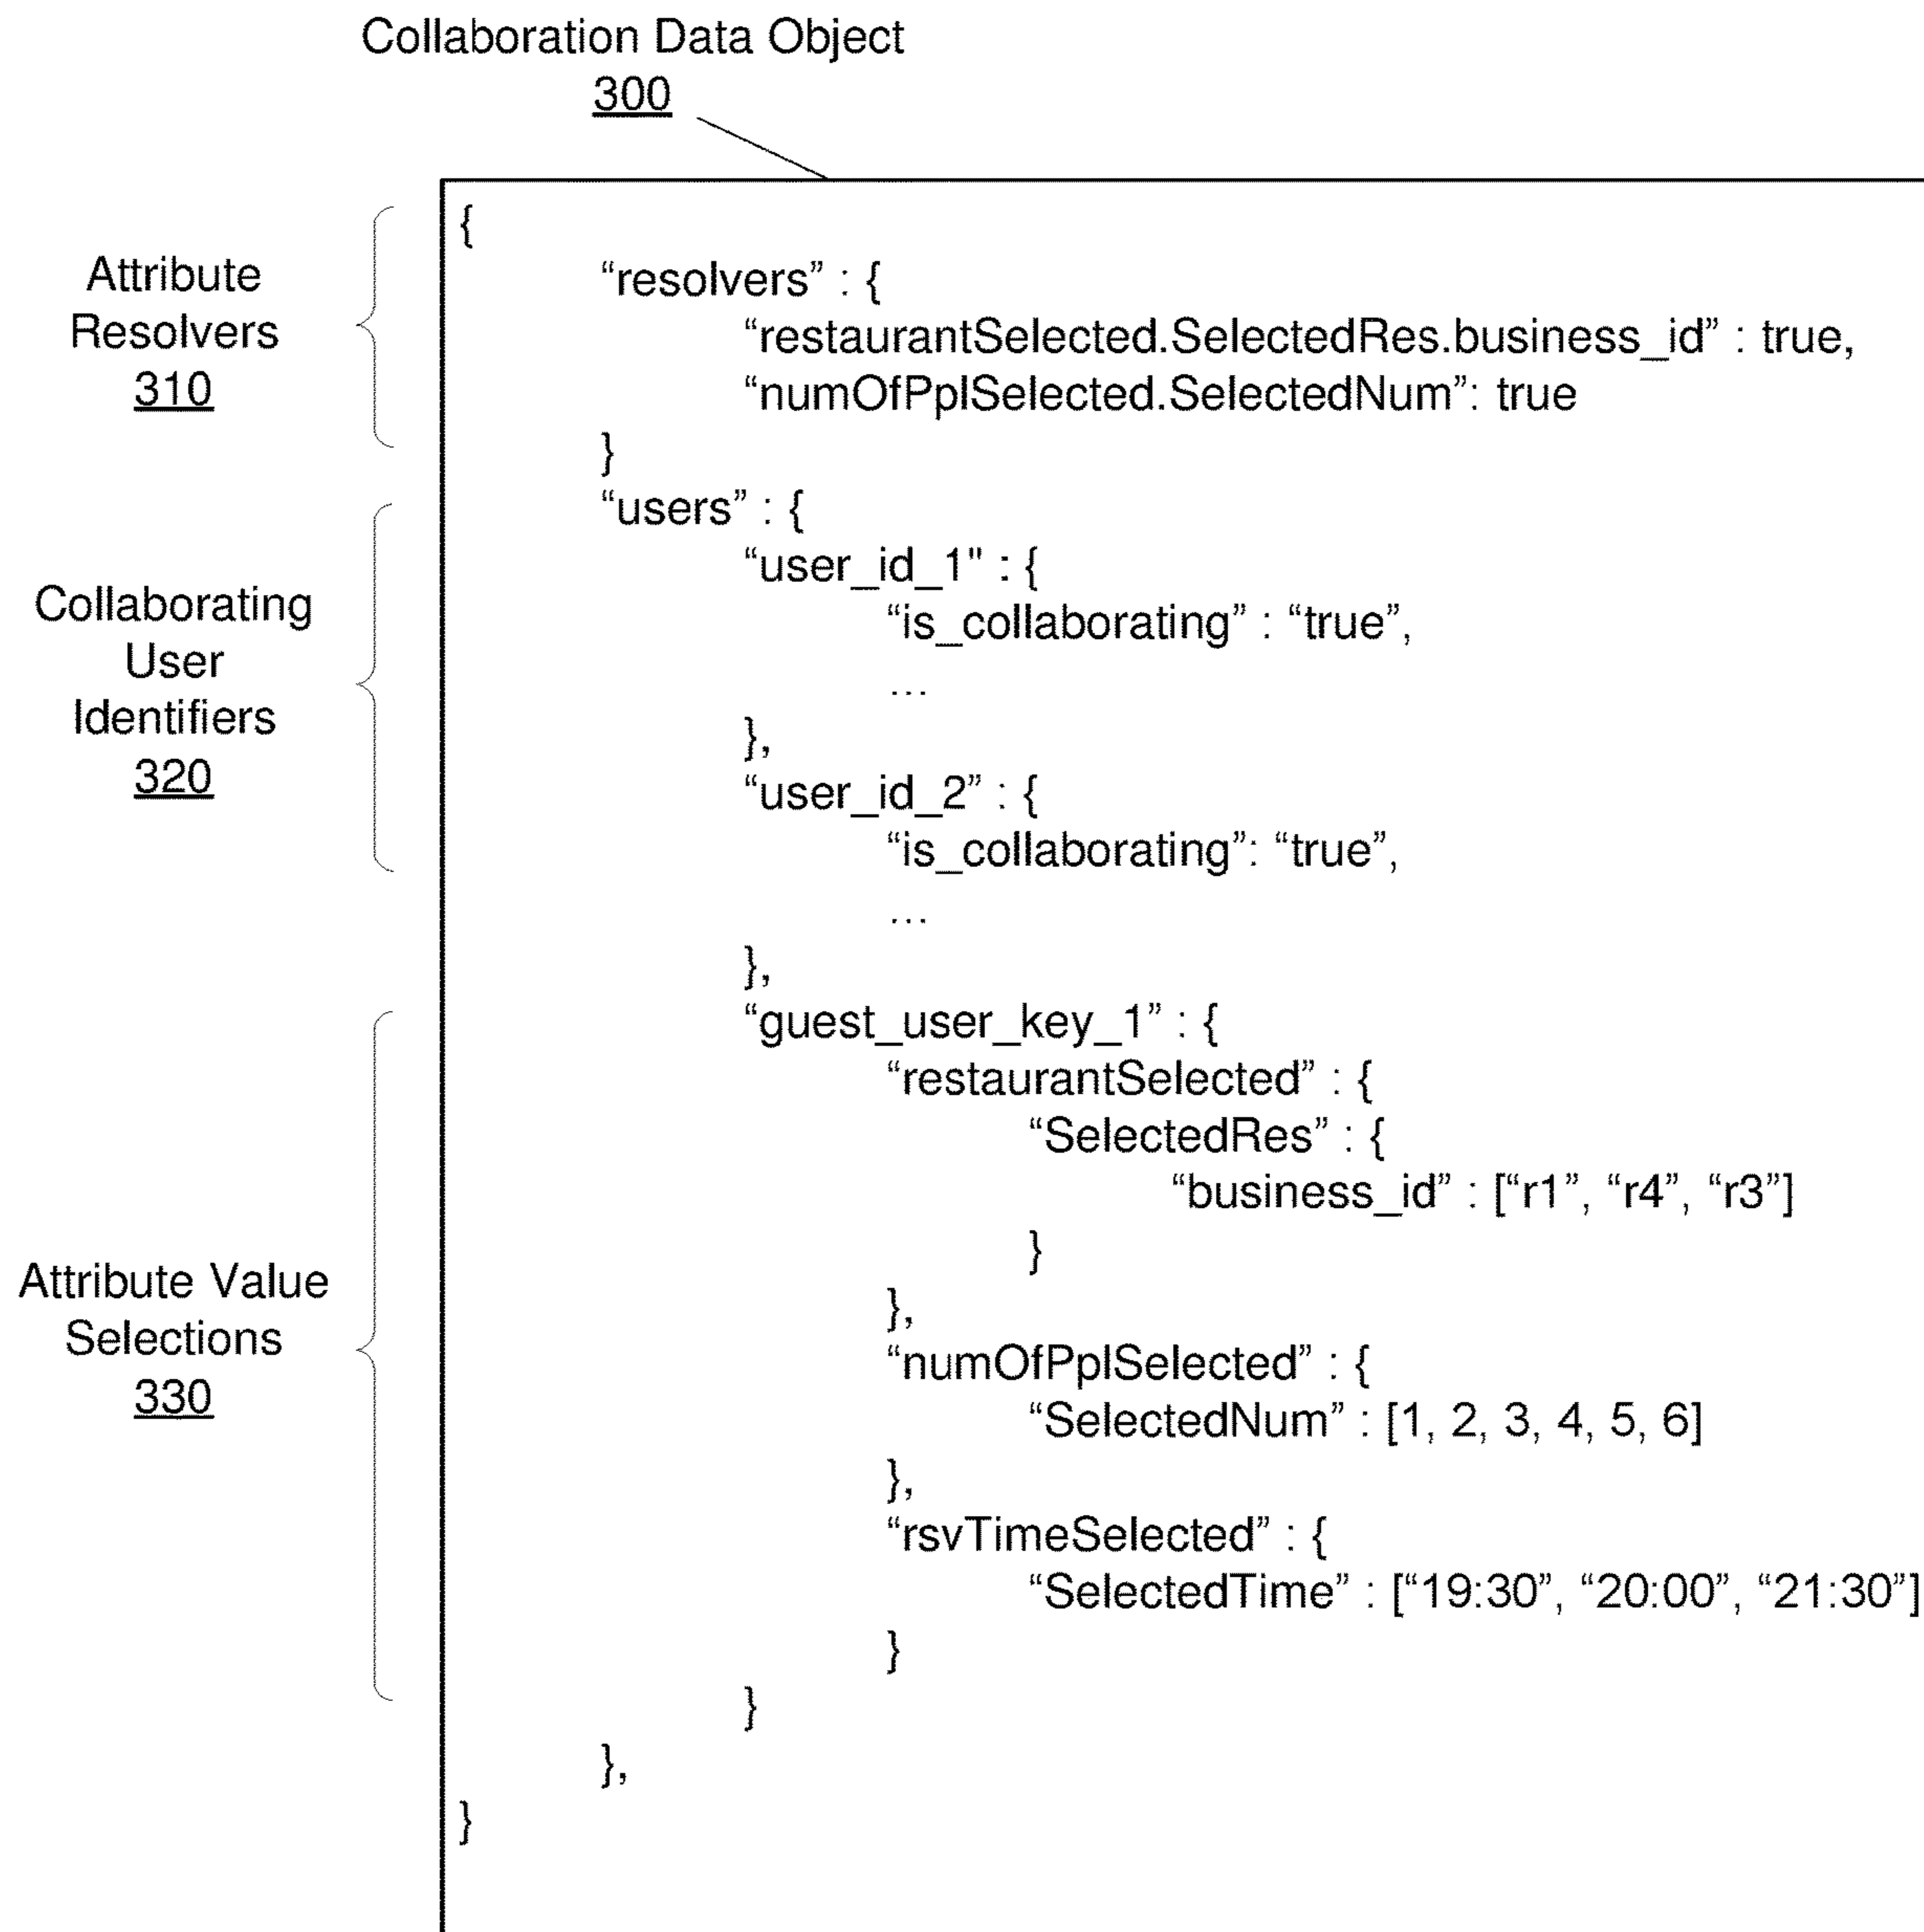 Collaboration Data Object
300
Attribute
Resolvers
310
{
“resolvers” : {
“restaurantSelected.SelectedRes.business_id” : true,
“numOfPplSelected.SelectedNum”: true
}
Collaborating
User
Identifiers
320
“users” : {
“user_id_1" : {
“is_collaborating” : “true”,
...
},
“user_id_2” : {
“is_collaborating”: “true”,
...
},
Attribute Value
Selections
330
“guest_user_key_1” : {
“restaurantSelected” : {
“SelectedRes” : {
“business_id” : [“r1”, “r4”, “r3”]
}
},
“numOfPplSelected” : {
“SelectedNum” : [1, 2, 3, 4, 5, 6]
},
“rsvTimeSelected” : {
“SelectedTime” : [“19:30”, “20:00”, “21:30”]
}
}
},
}